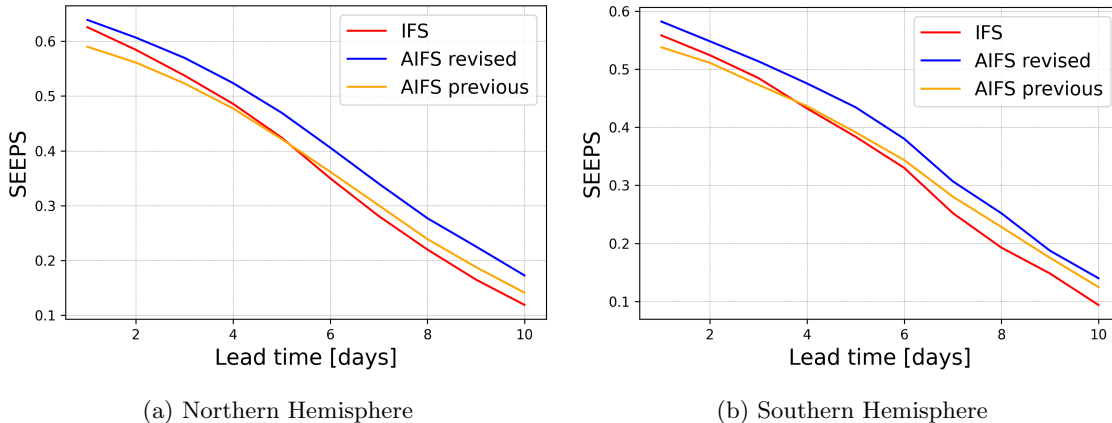 IFS
AIFS revised
AIFS previous
SEEPS
0.6
0.5
0.4
0.3
0.2
0.1
2 4 6 8 10
Lead time [days]
(a) Northern Hemisphere
IFS
AIFS revised
AIFS previous
SEEPS
0.6
0.5
0.4
0.3
0.2
0.1
2 4 6 8 10
Lead time [days]
(b) Southern Hemisphere